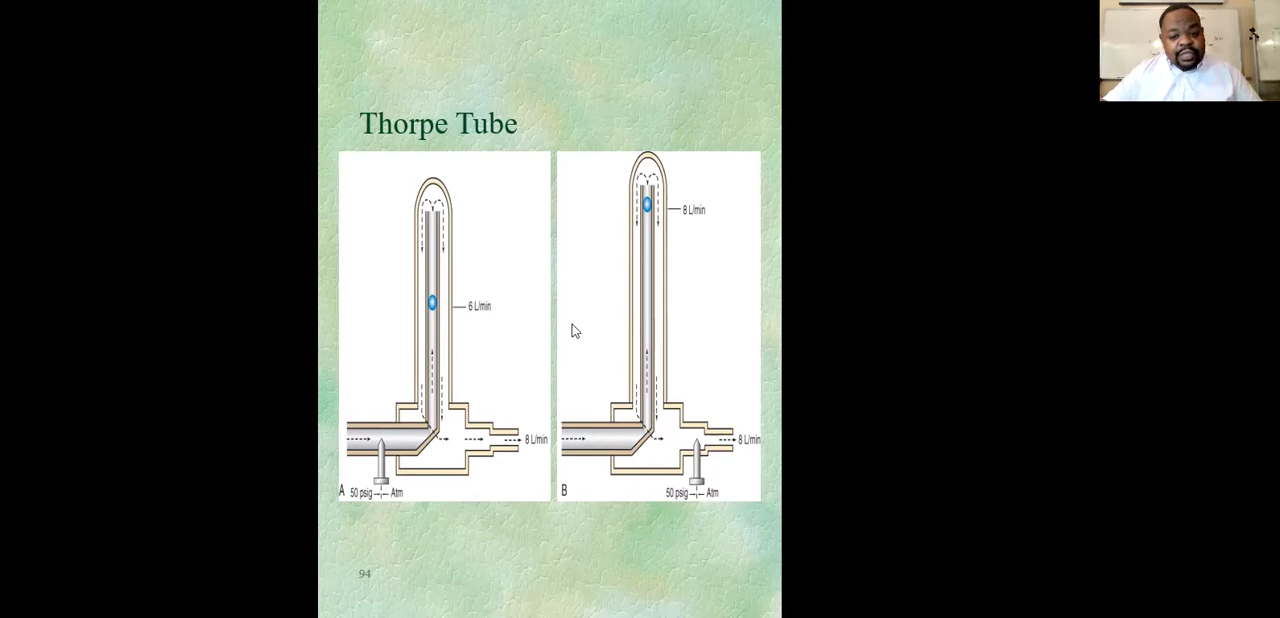 Thorpe Tube
6 L/min
8 L/min
A 50 psig Atm
8 L/min
8 L/min
B 50 psig Atm
94